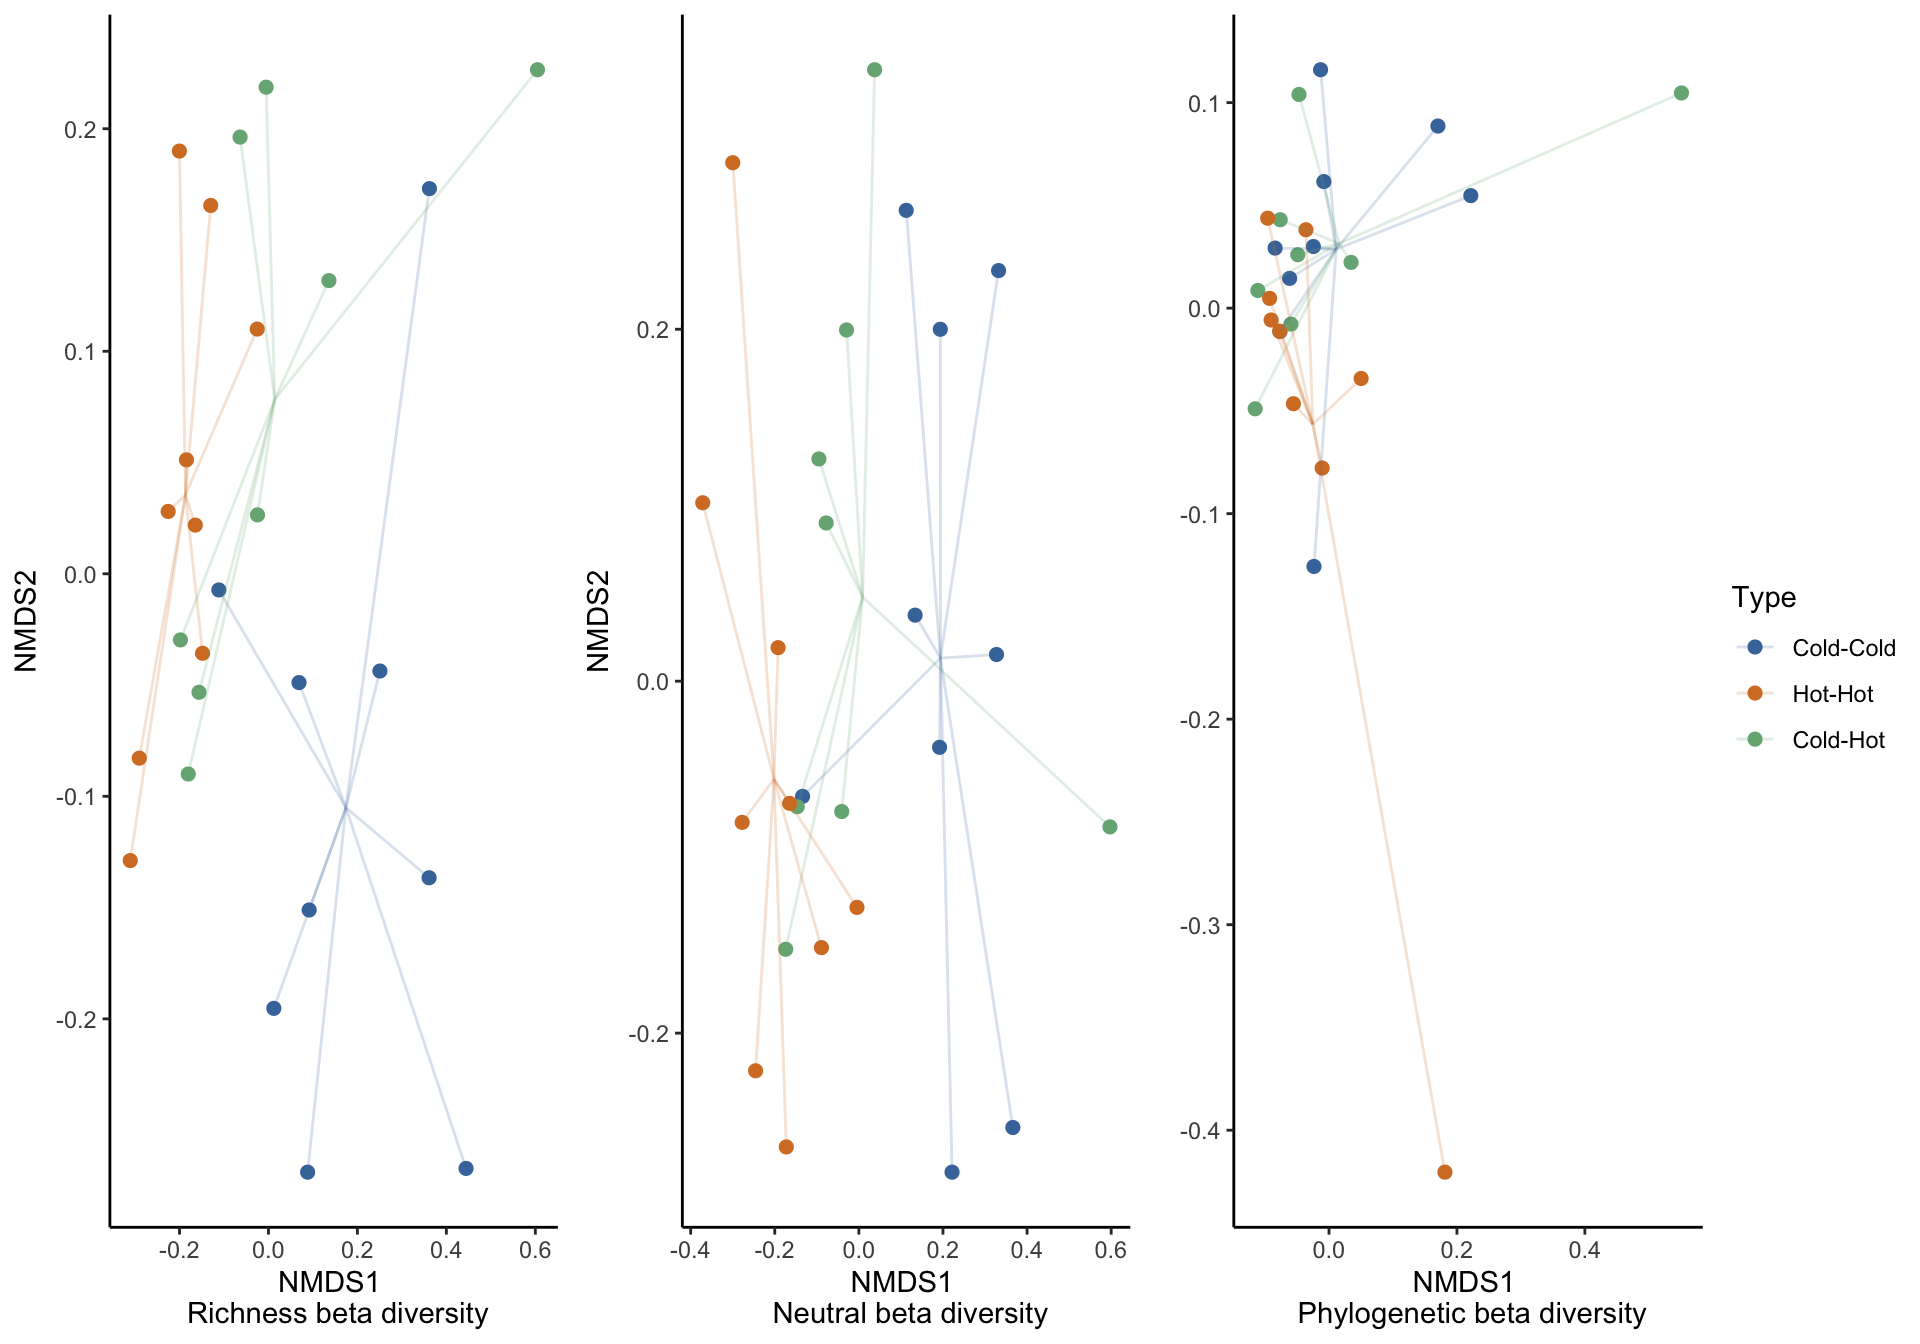 NMDS2
0.2
0.1
0.0
-0.1
-0.2
-0.2 0.0 0.2 0.4 0.6
NMDS1
Richness beta diversity
NMDS2
0.2
0.0
-0.2
-0.4 -0.2 0.0 0.2 0.4 0.6
NMDS1
Neutral beta diversity
0.1
0.0
-0.1
-0.2
-0.3
-0.4
0.0 0.2 0.4
NMDS1
Phylogenetic beta diversity
Type
Cold-Cold
Hot-Hot
Cold-Hot